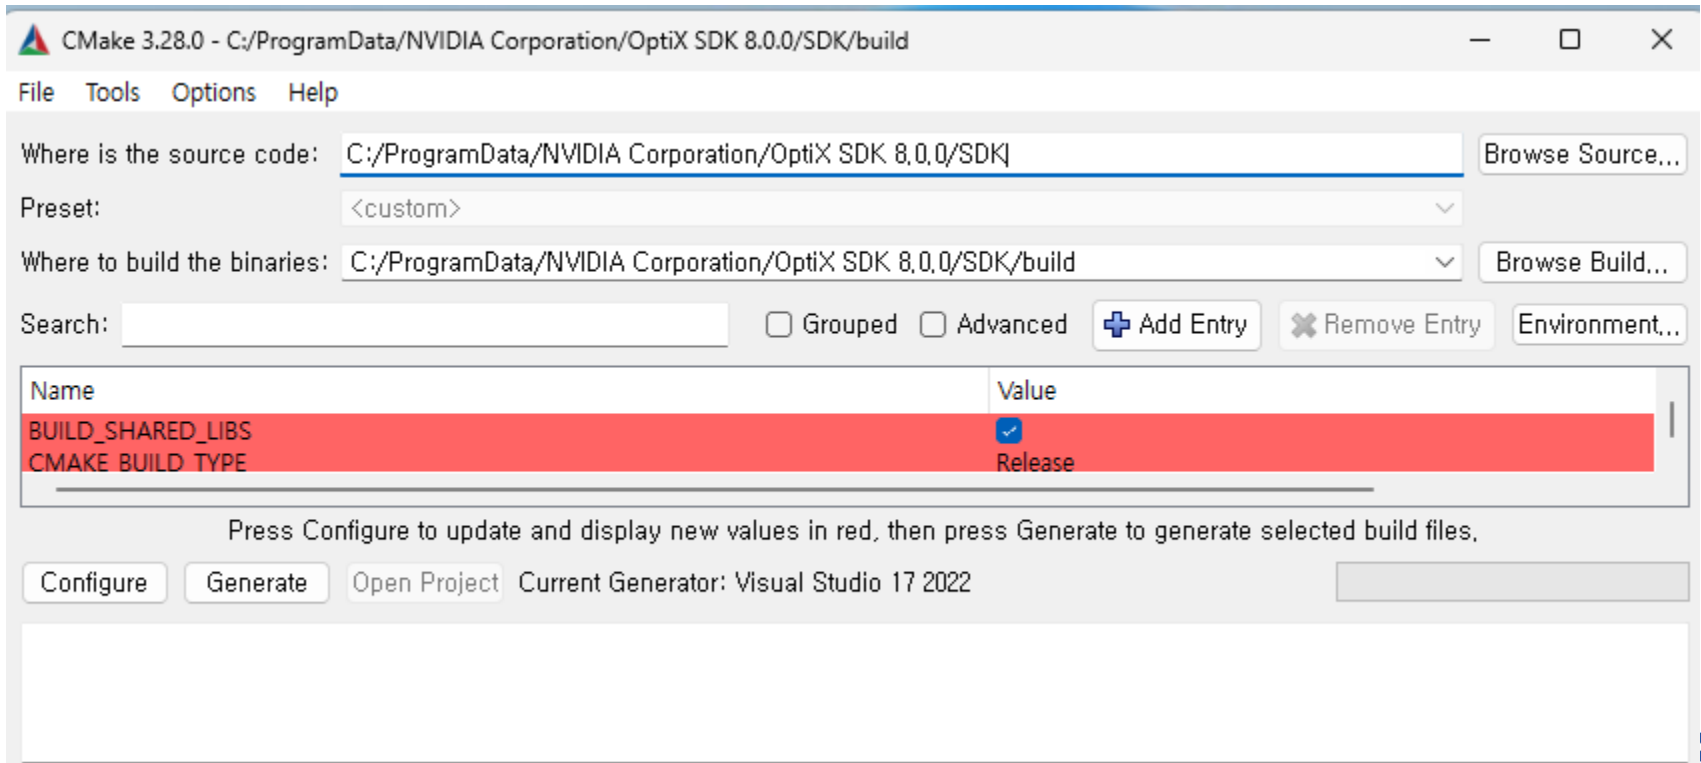 CMake 3.28.0 - C:/ProgramData/NVIDIA Corporation/OptiX SDK 8.0.0/SDK/build
File Tools Options Help
Where is the source code: C:/ProgramData/NVIDIA Corporation/OptiX SDK 8.0.0/SDK Browse Source...
Preset: <custom>
Where to build the binaries: C:/ProgramData/NVIDIA Corporation/OptiX SDK 8.0.0/SDK/build Browse Build...
Search: Grouped Advanced Add Entry Remove Entry Environment...
Name Value
BUILD_SHARED_LIBS
CMAKE_BUILD_TYPE Release
Press Configure to update and display new values in red, then press Generate to generate selected build files.
Configure Generate Open Project Current Generator: Visual Studio 17 2022